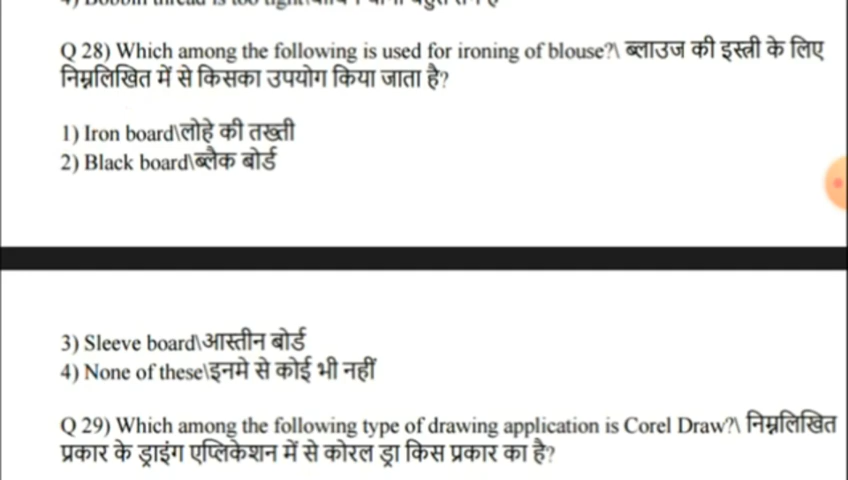 Q 28) Which among the following is used for ironing of blouse?\ ब्लाउज की इस्त्री के लिए
निम्नलिखित में से किसका उपयोग किया जाता है?
1) Iron board\लोहे की तख्ती
2) Black board\ब्लैक बोर्ड
3) Sleeve board\आस्तीन बोर्ड
4) None of these\इनमे से कोई भी नहीं
Q 29) Which among the following type of drawing application is Corel Draw?\ निम्नलिखित
प्रकार के ड्राइंग एप्लिकेशन में से कोरल ड्रा किस प्रकार का है?